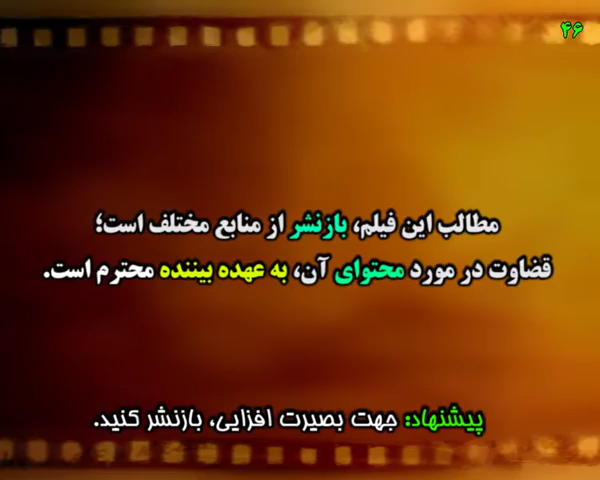 ۴۶
مطالب این فیلم، بازنشر از منابع مختلف است؛
قضاوت در مورد محتوای آن، به عهده بیننده محترم است.
پیشنهاد: جهت بصیرت افزایی، بازنشر کنید.